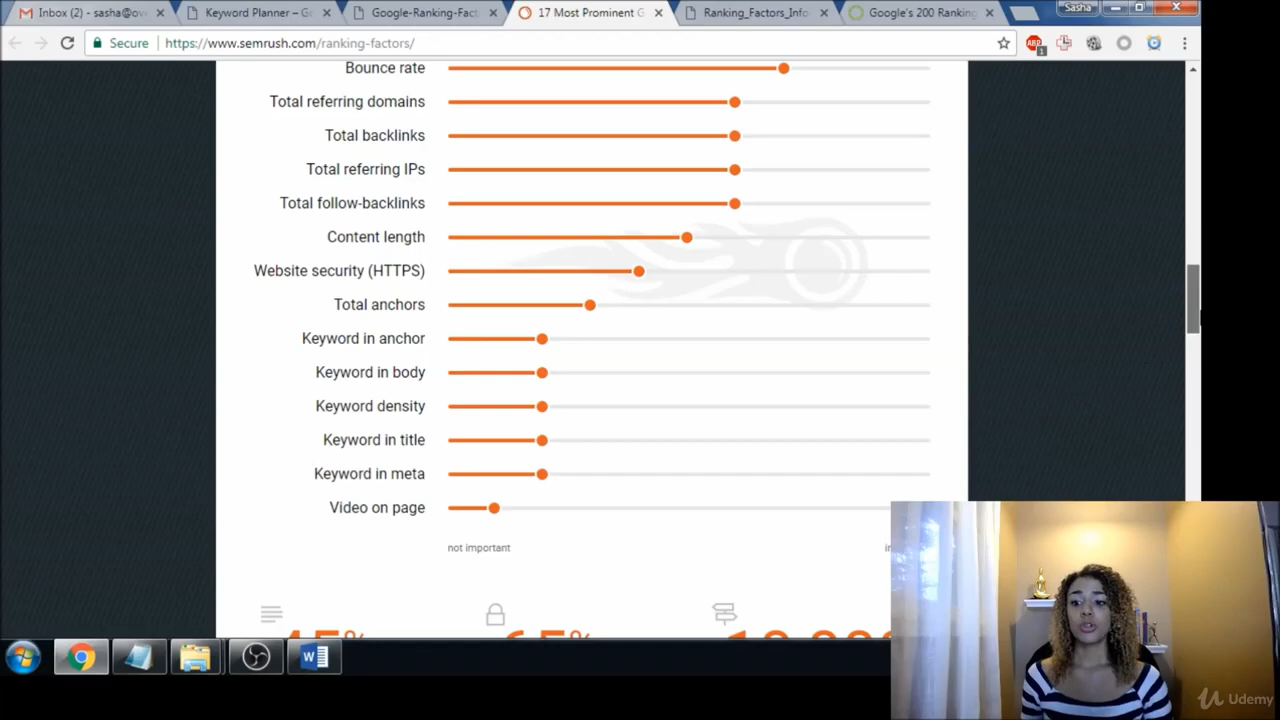 Inbox (2) - sasha@ov
Keyword Planner – G
Google-Ranking-Fact
17 Most Prominent G
Ranking_Factors_Info
Google's 200 Ranking
Sasha
Secure
https://www.semrush.com/ranking-factors/
ABP
1
Bounce rate
Total referring domains
Total backlinks
Total referring IPs
Total follow-backlinks
Content length
Website security (HTTPS)
Total anchors
Keyword in anchor
Keyword in body
Keyword density
Keyword in title
Keyword in meta
Video on page
not important
Udemy